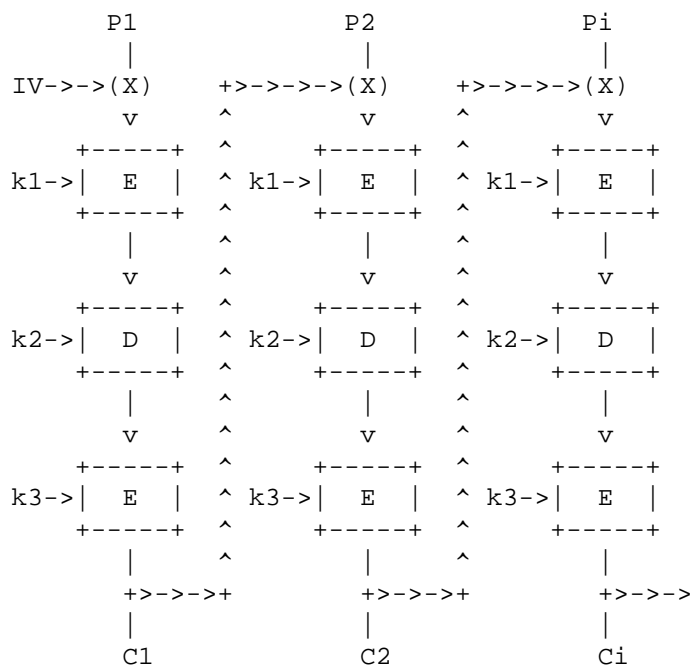 P1             P2             Pi
         |              |              |
IV->->(X)    +>->->->(X)    +>->->->(X)
         v     ^        v     ^        v
      +-----+  ^     +-----+  ^     +-----+
k1->|  E  |  ^ k1->|  E  |  ^ k1->|  E  |
      +-----+  ^     +-----+  ^     +-----+
         |     ^        |     ^        |
         v     ^        v     ^        v
      +-----+  ^     +-----+  ^     +-----+
k2->|  D  |  ^ k2->|  D  |  ^ k2->|  D  |
      +-----+  ^     +-----+  ^     +-----+
         |     ^        |     ^        |
         v     ^        v     ^        v
      +-----+  ^     +-----+  ^     +-----+
k3->|  E  |  ^ k3->|  E  |  ^ k3->|  E  |
      +-----+  ^     +-----+  ^     +-----+
         |     ^        |     ^        |
         +>->->+        +>->->+        +>->->
         |              |              |
         C1             C2             Ci